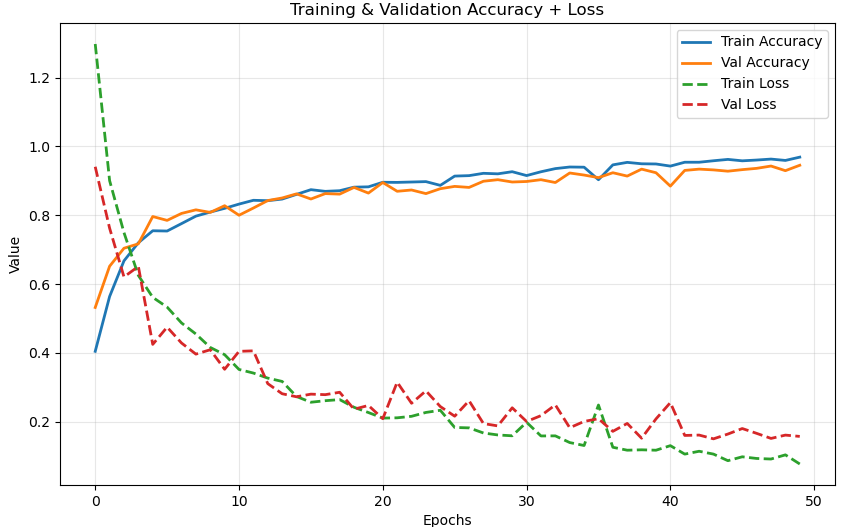 Training & Validation Accuracy + Loss
Train Accuracy
Val Accuracy
Train Loss
Val Loss
Value
1.2
1.0
0.8
0.6
0.4
0.2
0 10 20 30 40 50
Epochs